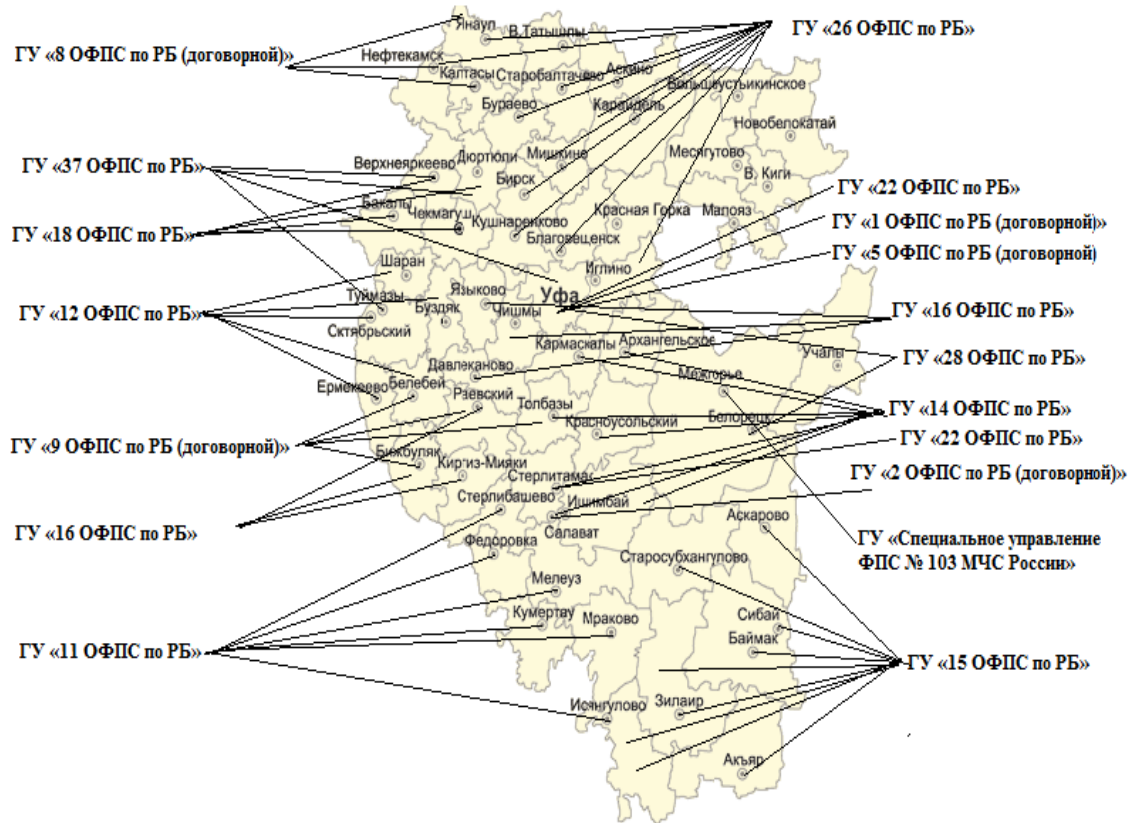 Янаул
В.Татышлы
ГУ «26 ОФПС по РБ»
ГУ «8 ОФПС по РБ (договорной)»
Нефтекамск
Калтасы
Старобалтачево
Аскино
Большеустьикинское
Бураево
Караидель
Новобелокатай
ГУ «37 ОФПС по РБ»
Верхнеяркеево
Дюртюли
Мишкино
Месягутово
В. Киги
Бирск
ГУ «22 ОФПС по РБ»
Бакалы
Чекмагуш
Кушнаренково
Красная Горка
Малояз
ГУ «1 ОФПС по РБ (договорной»
ГУ «18 ОФПС по РБ»
Благовещенск
ГУ «5 ОФПС по РБ (договорной)
Шаран
Иглино
Туймазы
Языково
Уфа
ГУ «12 ОФПС по РБ»
Сктябрьский
Буздяк
Чишмы
ГУ «16 ОФПС по РБ»
Кармаскалы
Архангельское
Учалы
ГУ «28 ОФПС по РБ»
Давлеканово
Межгорье
Ермекеево
Белебей
Раевский
Толбазы
ГУ «14 ОФПС по РБ»
Красноусольский
Белорецк
ГУ «9 ОФПС по РБ (договорной)»
ГУ «22 ОФПС по РБ»
Бижбуляк
Киргиз-Мияки
Стерлитамак
ГУ «2 ОФПС по РБ (договорной)»
Стерлибашево
Ишимбай
Аскарово
ГУ «16 ОФПС по РБ»
Салават
ГУ «Специальное управление
ФПС № 103 МЧС России»
Федоровка
Старосубхангулово
Мелеуз
Кумертау
Мраково
Сибай
Баймак
ГУ «11 ОФПС по РБ»
ГУ «15 ОФПС по РБ»
Исянгулово
Зилаир
Акъяр